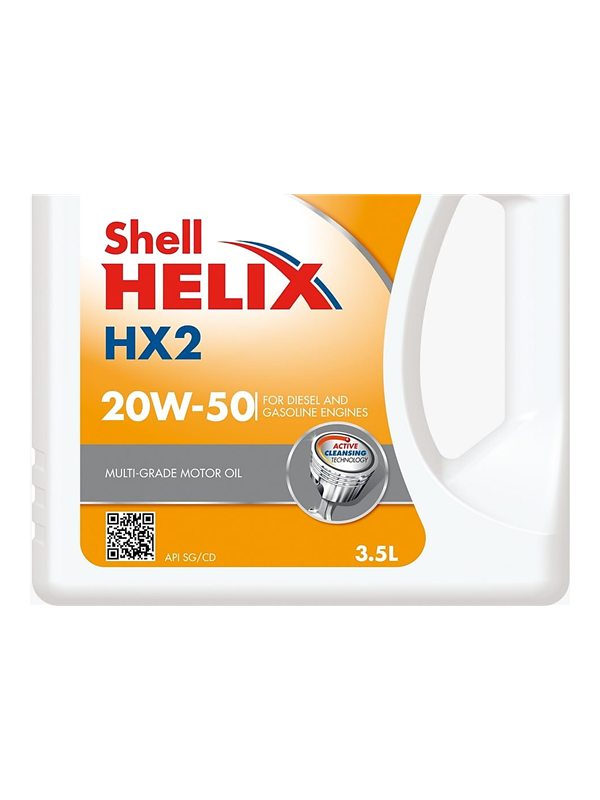 Shell
HELIX
HX2
20W-50
FOR DIESEL AND
GASOLINE ENGINES
ACTIVE
CLEANSING
TECHNOLOGY
MULTI-GRADE MOTOR OIL
API SG/CD
3.5L